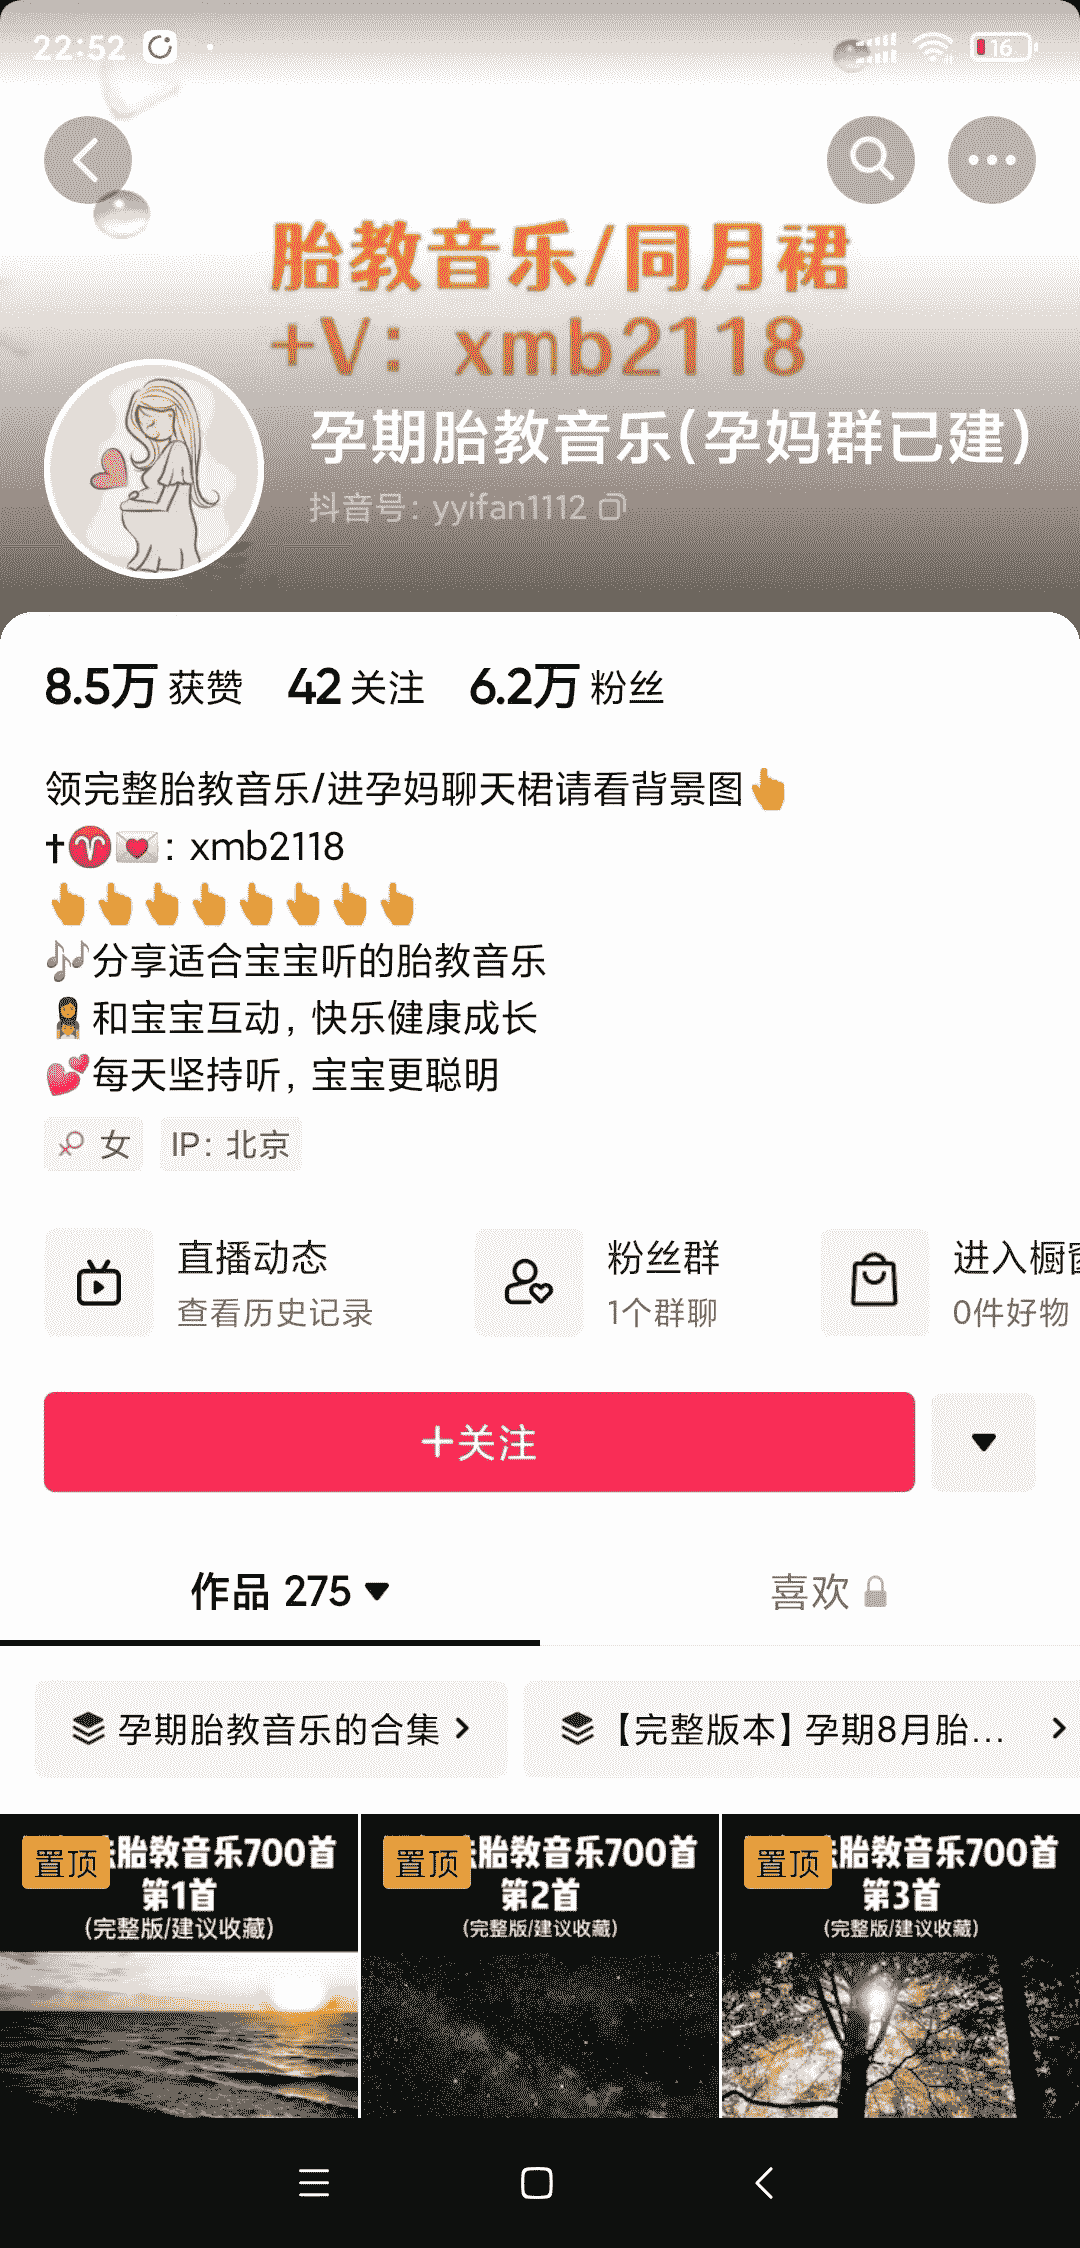 22:52
16
胎教音乐/同月裙
+V：xmb2118
孕期胎教音乐(孕妈群已建)
抖音号：yyifan1112
8.5万 获赞 42 关注 6.2万 粉丝
领完整胎教音乐/进孕妈聊天桾请看背景图👆
✝️♈💌：xmb2118
👆👆👆👆👆👆👆👆
🎶分享适合宝宝听的胎教音乐
和宝宝互动，快乐健康成长
💕每天坚持听，宝宝更聪明
女 IP：北京
直播动态 粉丝群 进入橱窗
查看历史记录 1个群聊 0件好物
+关注
作品 275 喜欢
孕期胎教音乐的合集 【完整版本】孕期8月胎...
置顶 胎教音乐700首
第1首
(完整版/建议收藏)
置顶 胎教音乐700首
第2首
(完整版/建议收藏)
置顶 胎教音乐700首
第3首
(完整版/建议收藏)